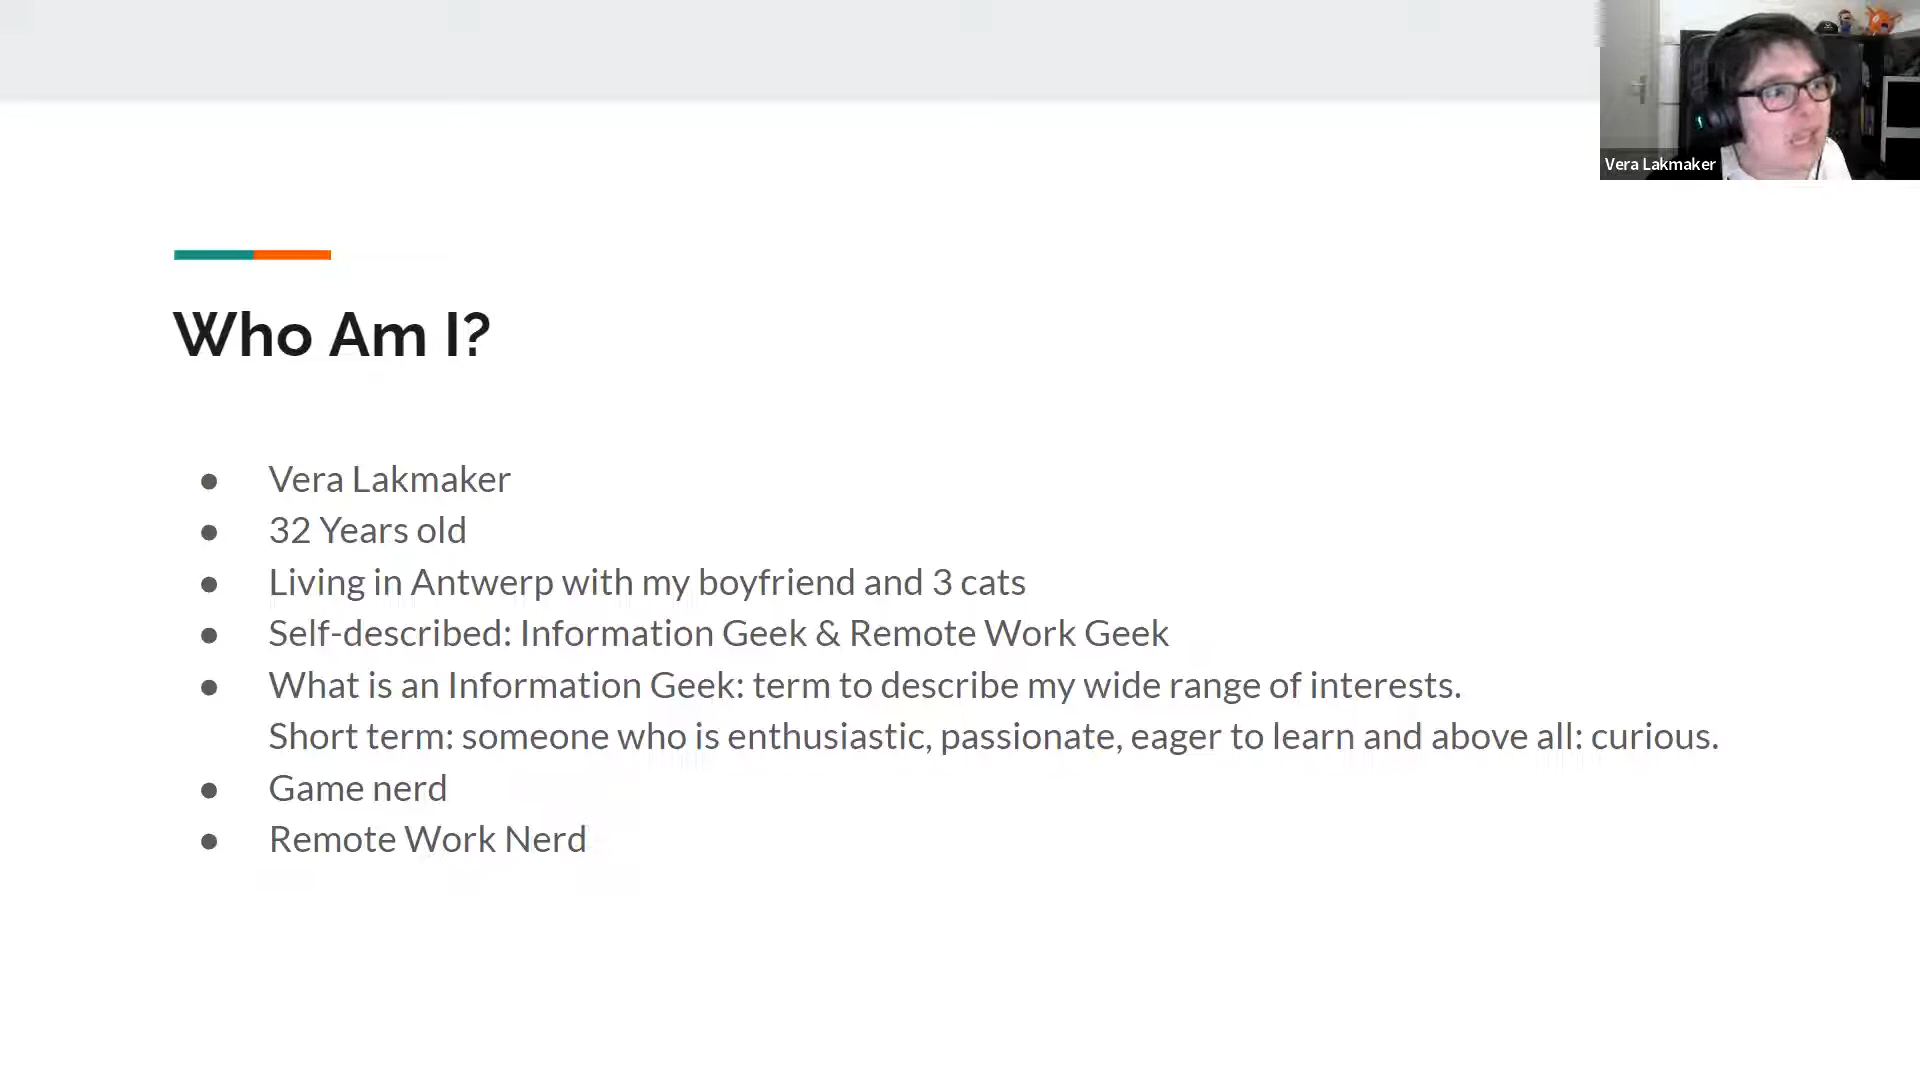 Vera Lakmaker
Who Am I?
● Vera Lakmaker
● 32 Years old
● Living in Antwerp with my boyfriend and 3 cats
● Self-described: Information Geek & Remote Work Geek
● What is an Information Geek: term to describe my wide range of interests.
Short term: someone who is enthusiastic, passionate, eager to learn and above all: curious.
● Game nerd
● Remote Work Nerd